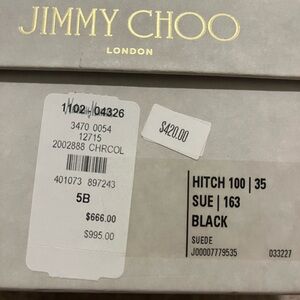 JIMMY CHOO
LONDON
1102-04326
3470 0054
12715
2002888 CHRCOL
401073 897243
5B
$666.00
$995.00
$420.00
HITCH 100 | 35
SUE | 163
BLACK
SUEDE
J00007779535 033227